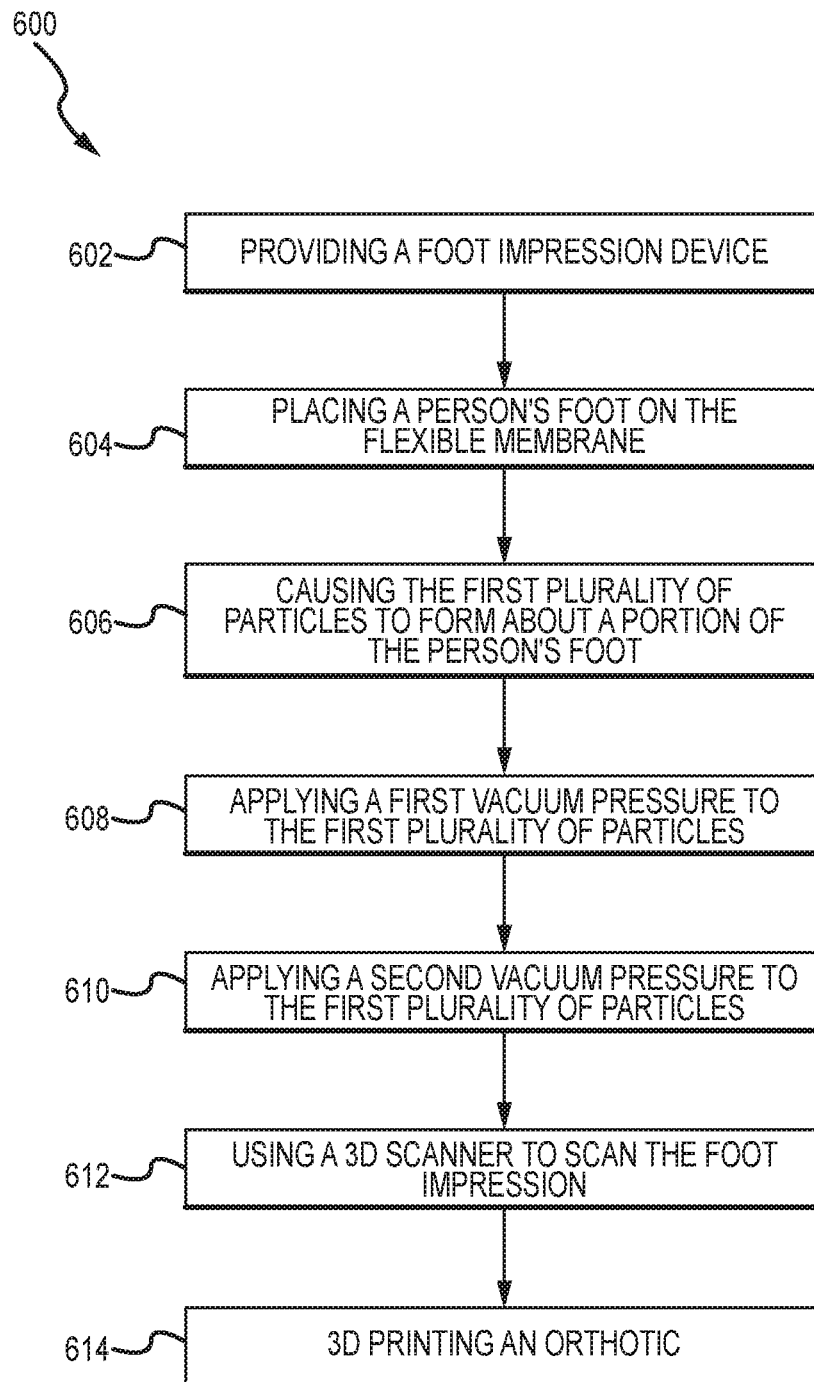 600
602
PROVIDING A FOOT IMPRESSION DEVICE
604
PLACING A PERSON'S FOOT ON THE
FLEXIBLE MEMBRANE
606
CAUSING THE FIRST PLURALITY OF
PARTICLES TO FORM ABOUT A PORTION OF
THE PERSON'S FOOT
608
APPLYING A FIRST VACUUM PRESSURE TO
THE FIRST PLURALITY OF PARTICLES
610
APPLYING A SECOND VACUUM PRESSURE TO
THE FIRST PLURALITY OF PARTICLES
612
USING A 3D SCANNER TO SCAN THE FOOT
IMPRESSION
614
3D PRINTING AN ORTHOTIC